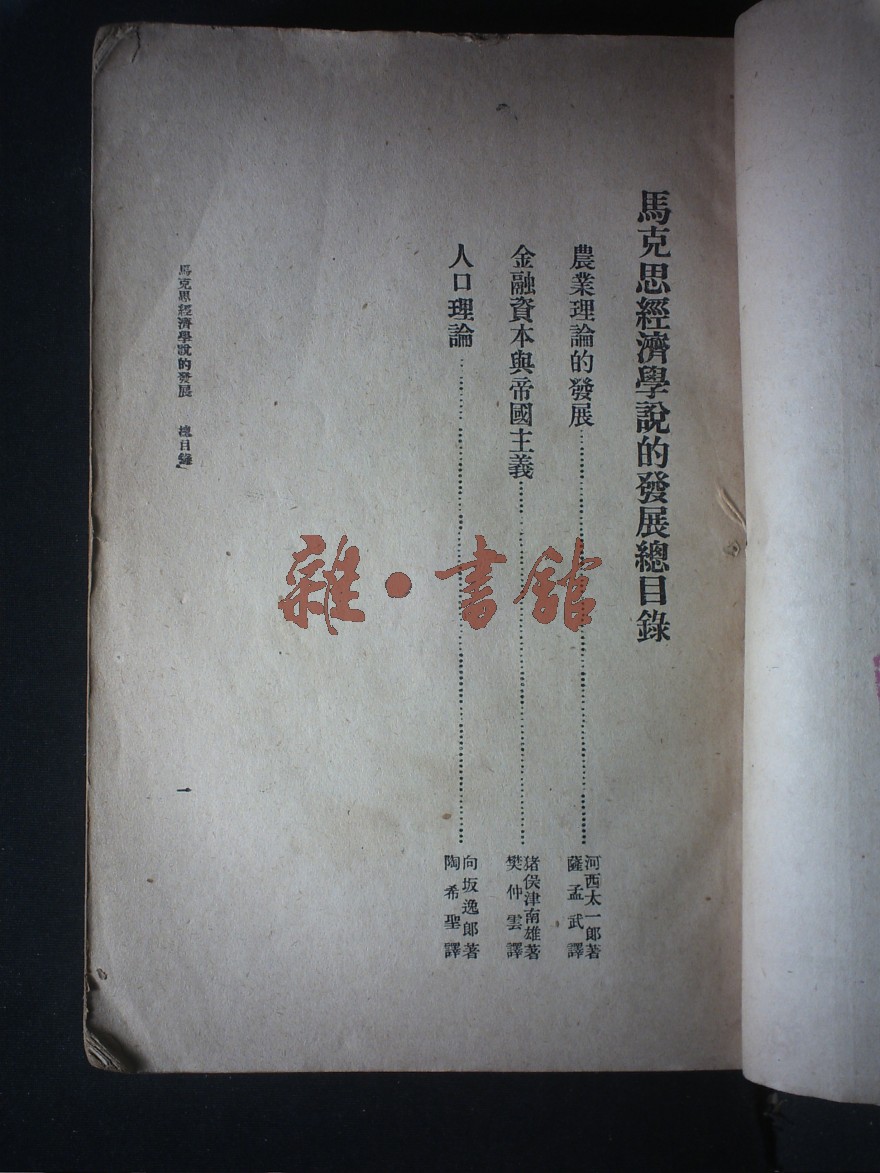 馬克思經濟學說的發展總目錄
農業理論的發展
河西太一郎著
薩孟武譯
金融資本與帝國主義
猪俣津南雄著
樊仲雲譯
人口理論
向坂逸郎著
陶希聖譯
馬克思經濟學說的發展 總目錄
一
雜·書館